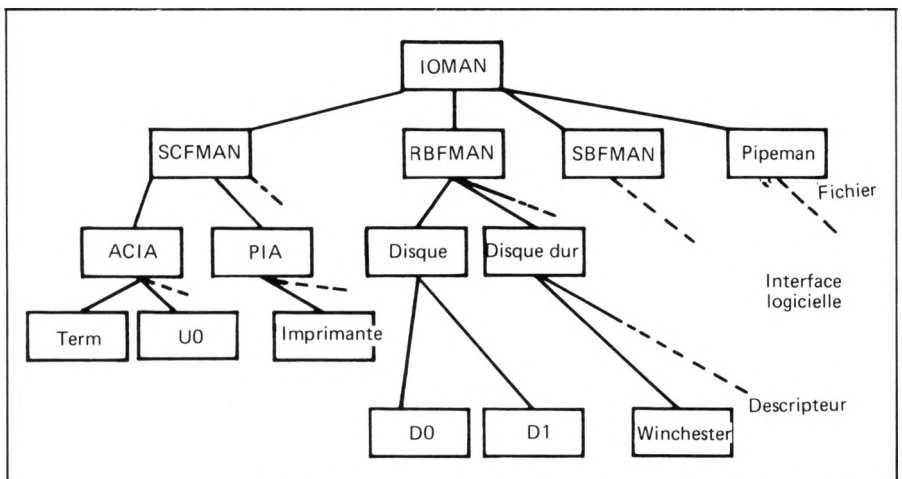 IOMAN
SCFMAN
RBFMAN
SBFMAN
Pipeman
Fichier
ACIA
PIA
Disque
Disque dur
Interface
logicielle
Term
U0
Imprimante
Descripteur
D0
D1
Winchester